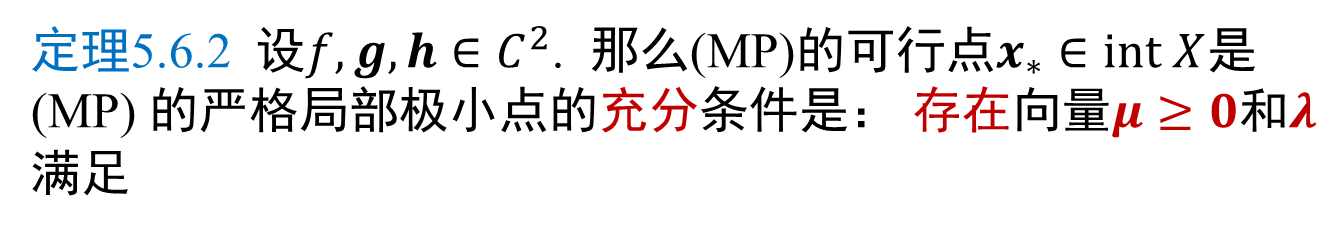 定理5.6.2 设f, g, h ∈ C². 那么(MP)的可行点x∗ ∈ int X是
(MP) 的严格局部极小点的充分条件是： 存在向量μ ≥ 0和λ
满足